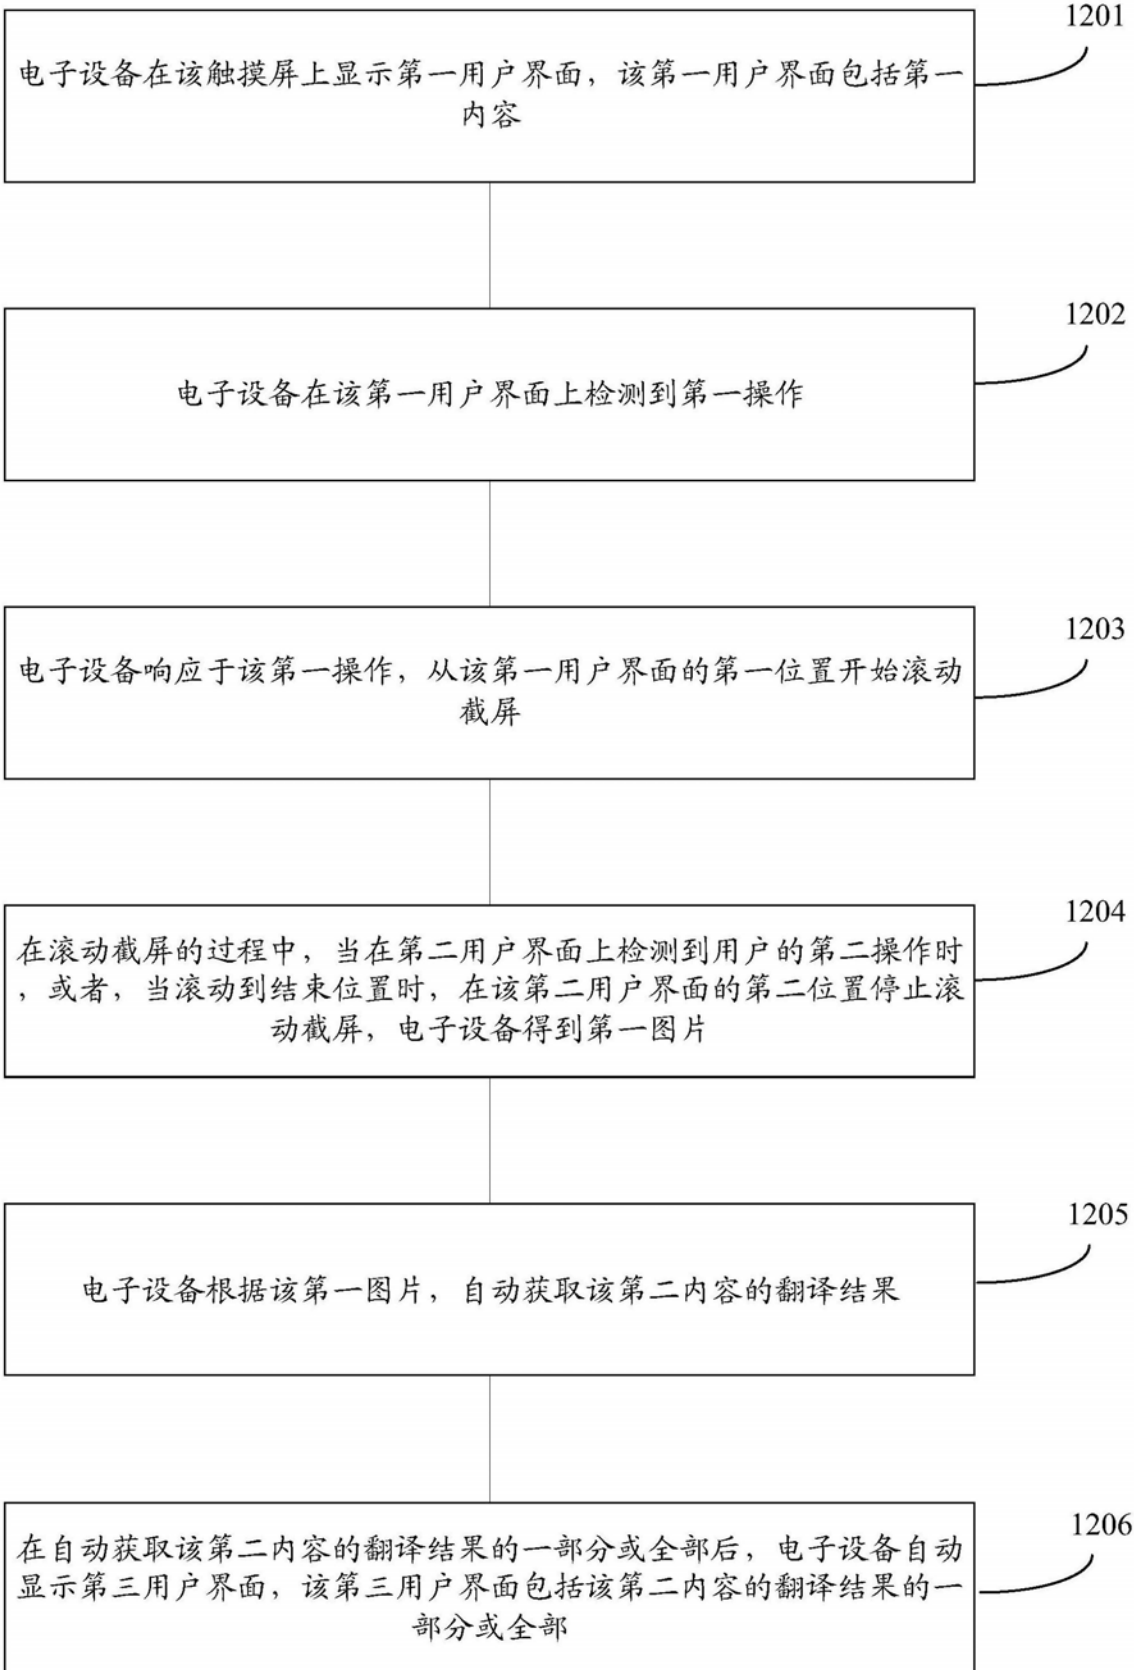 1201
电子设备在该触摸屏上显示第一用户界面，该第一用户界面包括第一
内容
1202
电子设备在该第一用户界面上检测到第一操作
1203
电子设备响应于该第一操作，从该第一用户界面的第一位置开始滚动
截屏
1204
在滚动截屏的过程中，当在第二用户界面上检测到用户的第二操作时
，或者，当滚动到结束位置时，在该第二用户界面的第二位置停止滚
动截屏，电子设备得到第一图片
1205
电子设备根据该第一图片，自动获取该第二内容的翻译结果
1206
在自动获取该第二内容的翻译结果的一部分或全部后，电子设备自动
显示第三用户界面，该第三用户界面包括该第二内容的翻译结果的一
部分或全部